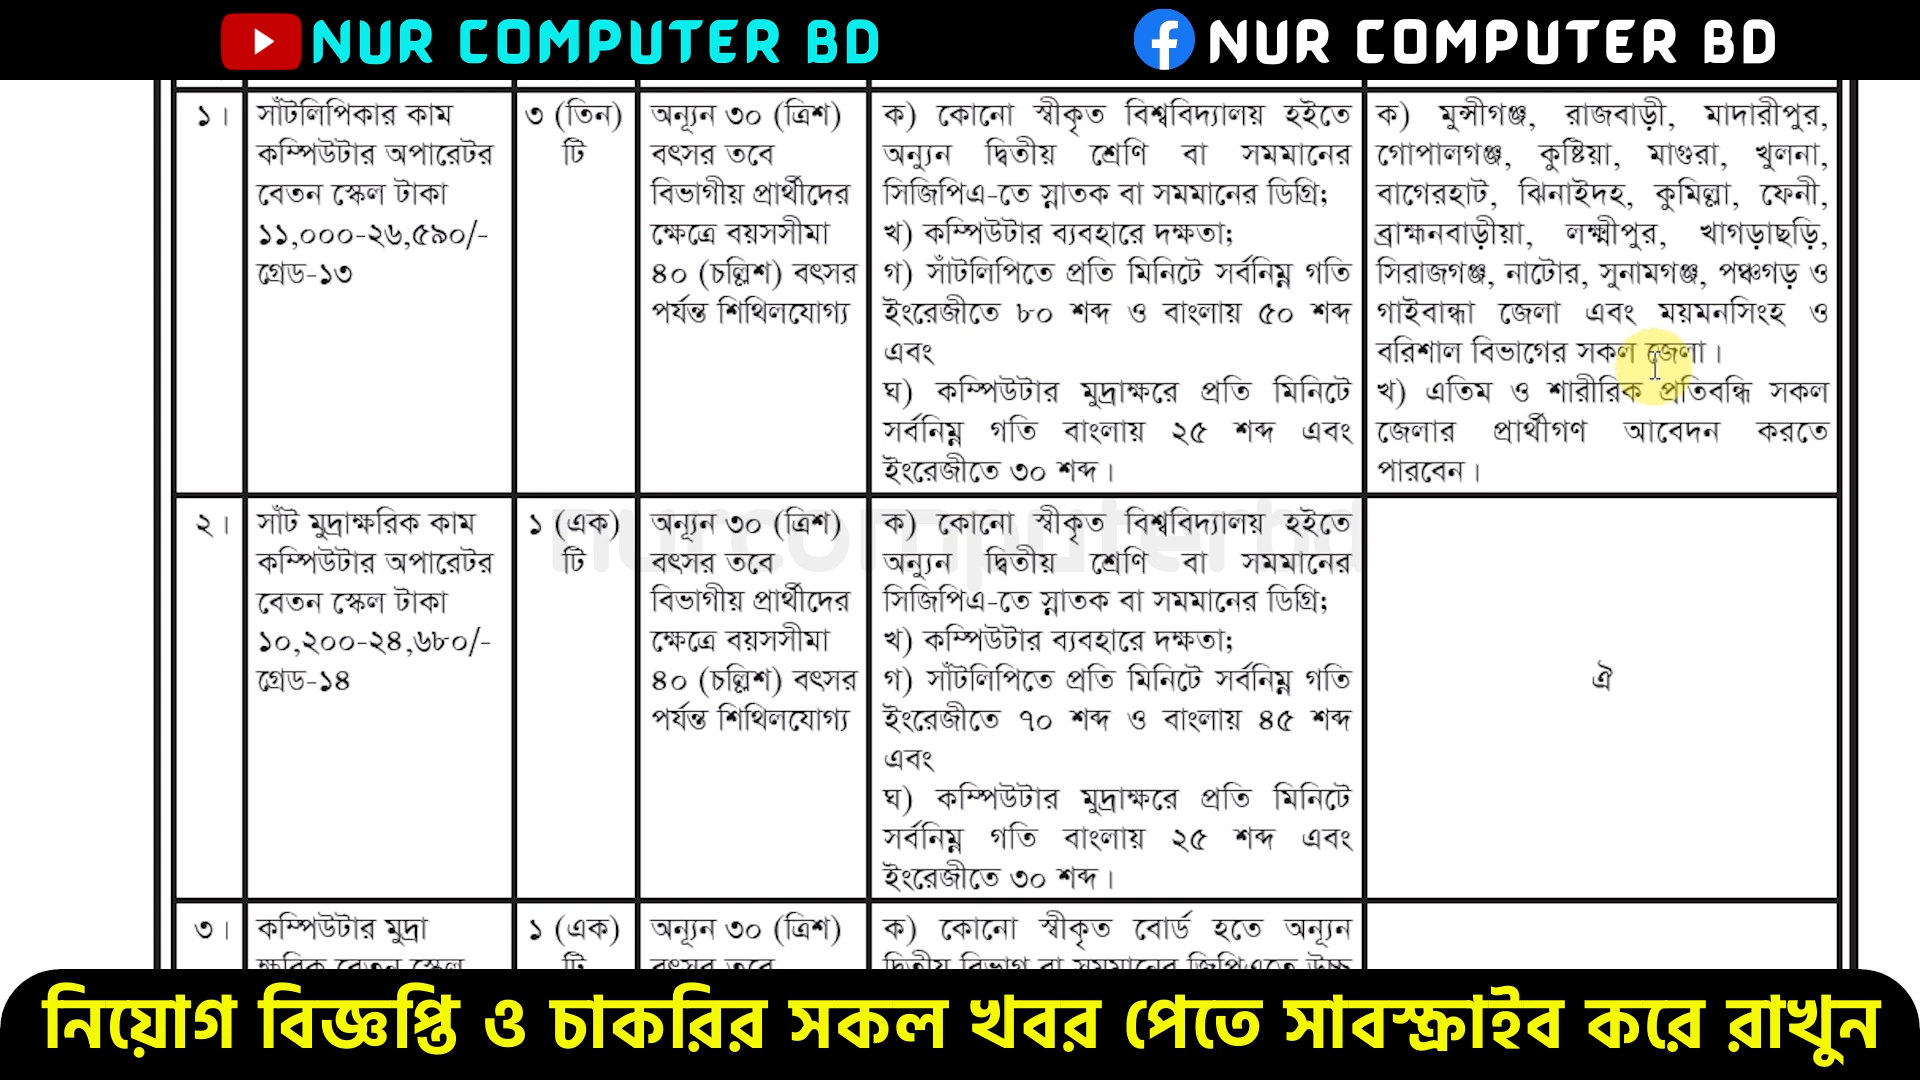 NUR COMPUTER BD
NUR COMPUTER BD
১।
সাঁটলিপিকার কাম
কম্পিউটার অপারেটর
বেতন স্কেল টাকা
১১,০০০-২৬,৫৯০/-
গ্রেড-১৩
৩ (তিন)
টি
অন্যূন ৩০ (ত্রিশ)
বৎসর তবে
বিভাগীয় প্রার্থীদের
ক্ষেত্রে বয়সসীমা
৪০ (চল্লিশ) বৎসর
পর্যন্ত শিথিলযোগ্য
ক) কোনো স্বীকৃত বিশ্ববিদ্যালয় হইতে
অন্যুন দ্বিতীয় শ্রেণি বা সমমানের
সিজিপিএ-তে স্নাতক বা সমমানের ডিগ্রি;
খ) কম্পিউটার ব্যবহারে দক্ষতা;
গ) সাঁটলিপিতে প্রতি মিনিটে সর্বনিম্ন গতি
ইংরেজীতে ৮০ শব্দ ও বাংলায় ৫০ শব্দ
এবং
ঘ) কম্পিউটার মুদ্রাক্ষরে প্রতি মিনিটে
সর্বনিম্ন গতি বাংলায় ২৫ শব্দ এবং
ইংরেজীতে ৩০ শব্দ।
ক) মুন্সীগঞ্জ, রাজবাড়ী, মাদারীপুর,
গোপালগঞ্জ, কুষ্টিয়া, মাগুরা, খুলনা,
বাগেরহাট, ঝিনাইদহ, কুমিল্লা, ফেনী,
ব্রাহ্মনবাড়ীয়া, লক্ষ্মীপুর, খাগড়াছড়ি,
সিরাজগঞ্জ, নাটোর, সুনামগঞ্জ, পঞ্চগড় ও
গাইবান্ধা জেলা এবং ময়মনসিংহ ও
বরিশাল বিভাগের সকল জেলা।
খ) এতিম ও শারীরিক প্রতিবন্ধি সকল
জেলার প্রার্থীগণ আবেদন করতে
পারবেন।
২।
সাঁট মুদ্রাক্ষরিক কাম
কম্পিউটার অপারেটর
বেতন স্কেল টাকা
১০,২০০-২৪,৬৮০/-
গ্রেড-১৪
১ (এক)
টি
অন্যূন ৩০ (ত্রিশ)
বৎসর তবে
বিভাগীয় প্রার্থীদের
ক্ষেত্রে বয়সসীমা
৪০ (চল্লিশ) বৎসর
পর্যন্ত শিথিলযোগ্য
ক) কোনো স্বীকৃত বিশ্ববিদ্যালয় হইতে
অন্যুন দ্বিতীয় শ্রেণি বা সমমানের
সিজিপিএ-তে স্নাতক বা সমমানের ডিগ্রি;
খ) কম্পিউটার ব্যবহারে দক্ষতা;
গ) সাঁটলিপিতে প্রতি মিনিটে সর্বনিম্ন গতি
ইংরেজীতে ৭০ শব্দ ও বাংলায় ৪৫ শব্দ
এবং
ঘ) কম্পিউটার মুদ্রাক্ষরে প্রতি মিনিটে
সর্বনিম্ন গতি বাংলায় ২৫ শব্দ এবং
ইংরেজীতে ৩০ শব্দ।
ঐ
nurcomputerbd
৩।
কম্পিউটার মুদ্রা
ক্ষরিক বেতন স্কেল
১ (এক)
টি
অন্যূন ৩০ (ত্রিশ)
বৎসর তবে
ক) কোনো স্বীকৃত বোর্ড হতে অন্যূন
দ্বিতীয় বিভাগ বা সমমানের জিপিএতে উচ্চ
নিয়োগ বিজ্ঞপ্তি ও চাকরির সকল খবর পেতে সাবস্ক্রাইব করে রাখুন